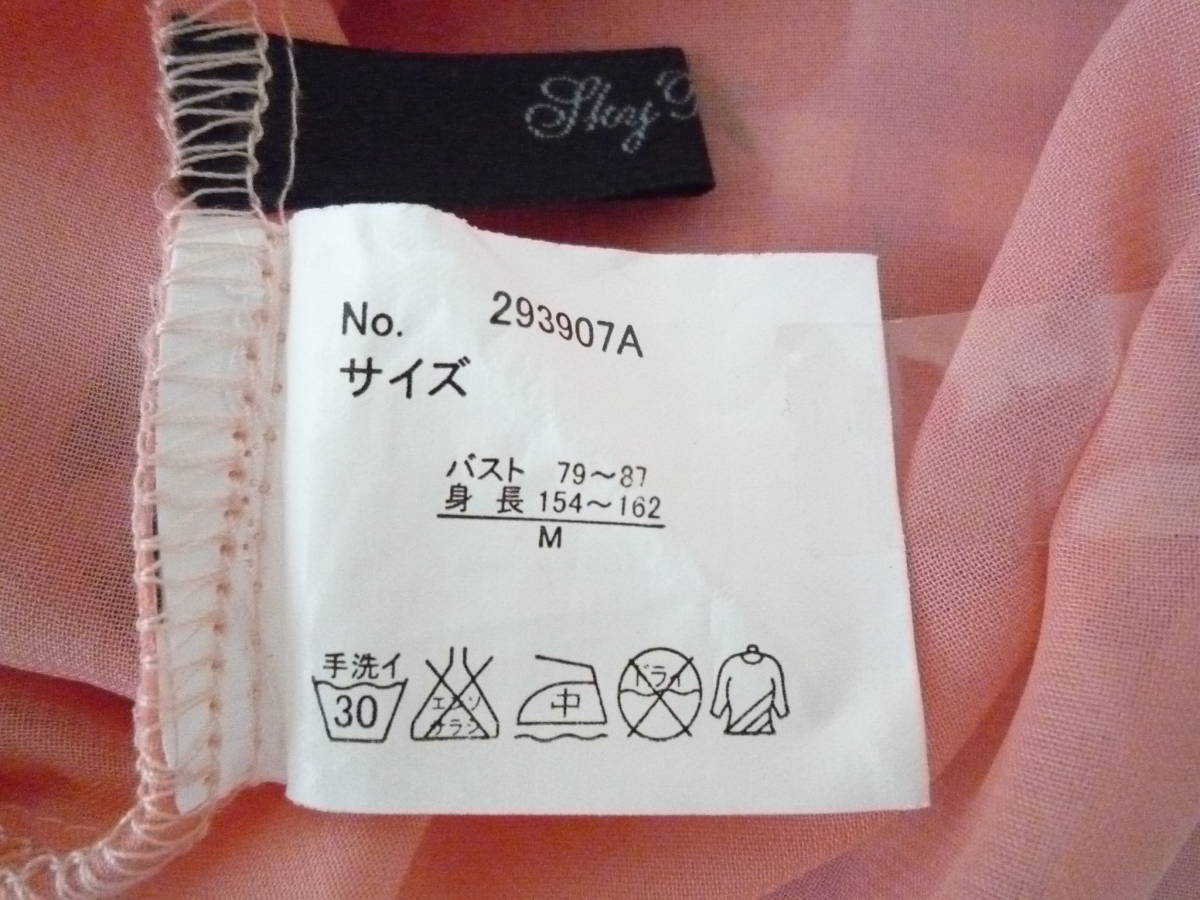 No. 293907A
サイズ
バスト 79～87
身 長 154～162
M
手洗イ
30
エンソ
サラシ
中
ドライ